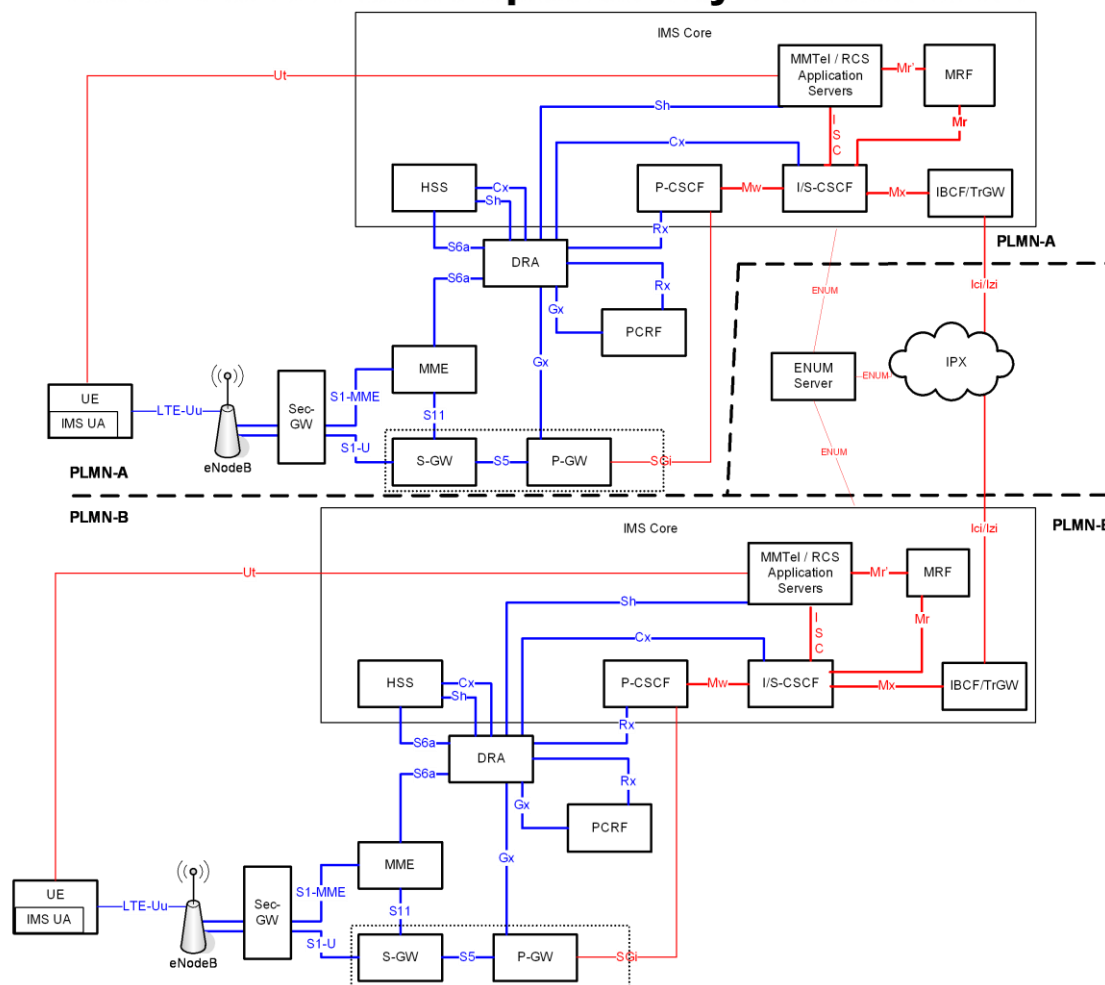 IMS Core
MMTel / RCS
Application
Servers
Mr'
MRF
Ut
Sh
I
S
C
Mr
Cx
HSS
Cx
Sh
P-CSCF
Mw
I/S-CSCF
Mx
IBCF/TrGW
S6a
DRA
Rx
PLMN-A
S6a
Rx
ENUM
Ici/Izi
Gx
PCRF
Gx
MME
ENUM
Server
ENUM
IPX
UE
IMS UA
LTE-Uu
eNodeB
Sec-
GW
S1-MME
S11
S1-U
S-GW
S5
P-GW
SGi
ENUM
PLMN-A
PLMN-B
IMS Core
PLMN-B
Ici/Izi
MMTel / RCS
Application
Servers
Mr'
MRF
Ut
Sh
I
S
C
Mr
Cx
HSS
Cx
Sh
P-CSCF
Mw
I/S-CSCF
Mx
IBCF/TrGW
S6a
DRA
Rx
S6a
Rx
Gx
PCRF
Gx
MME
UE
IMS UA
LTE-Uu
eNodeB
Sec-
GW
S1-MME
S11
S1-U
S-GW
S5
P-GW
SGi